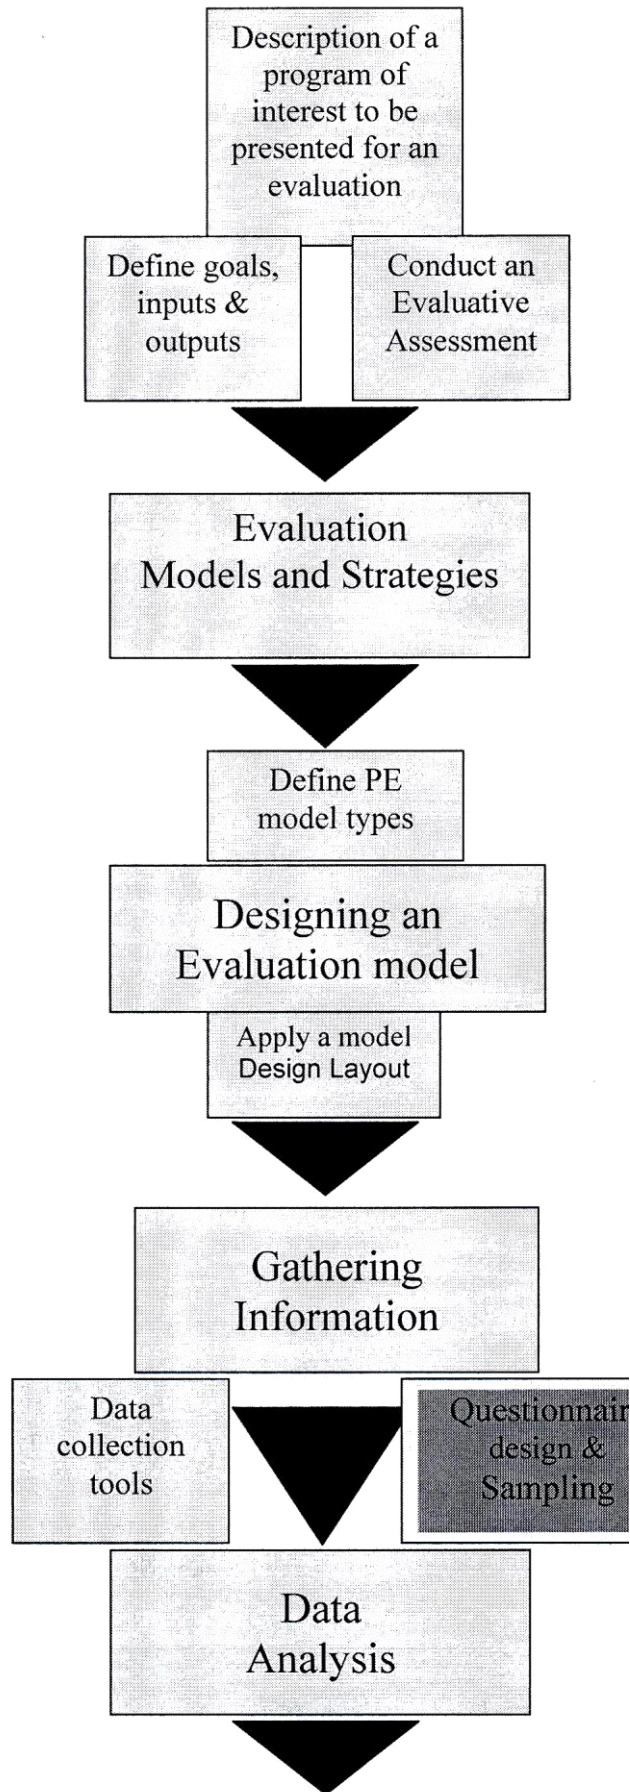 Description of a
program of
interest to be
presented for an
evaluation
Define goals,
inputs &
outputs
Conduct an
Evaluative
Assessment
Evaluation
Models and Strategies
Define PE
model types
Designing an
Evaluation model
Apply a model
Design Layout
Gathering
Information
Data
collection
tools
Questionnair
design &
Sampling
Data
Analysis